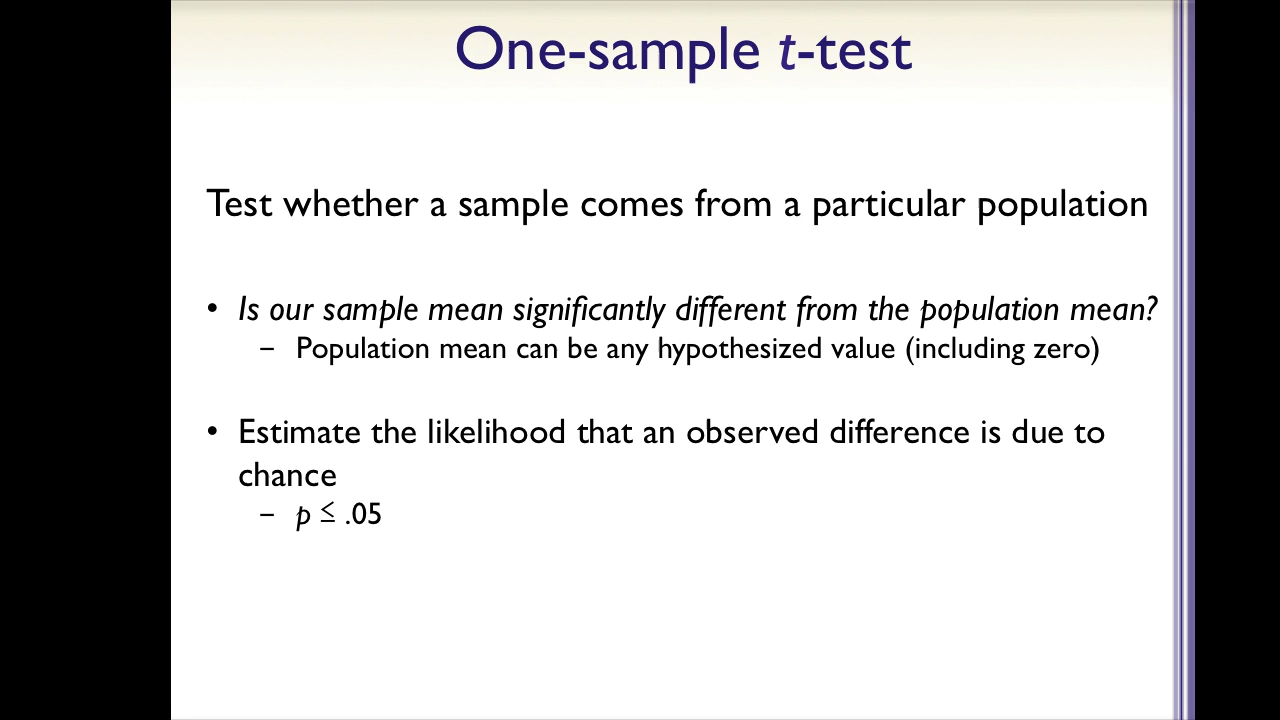 One-sample t-test
Test whether a sample comes from a particular population
• Is our sample mean significantly different from the population mean?
– Population mean can be any hypothesized value (including zero)
• Estimate the likelihood that an observed difference is due to
chance
– p ≤ .05